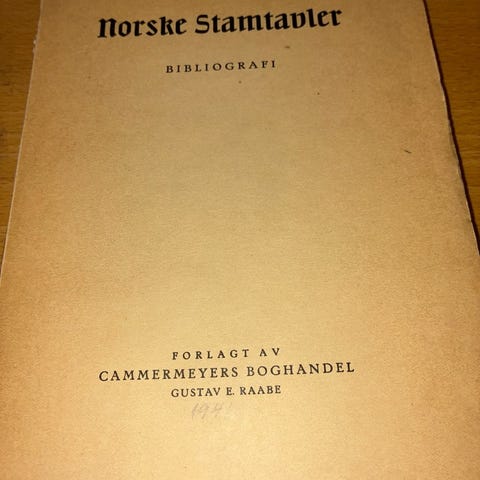 Norske Stamtavler
BIBLIOGRAFI
FORLAGT AV
CAMMERMEYERS BOGHANDEL
GUSTAV E. RAABE